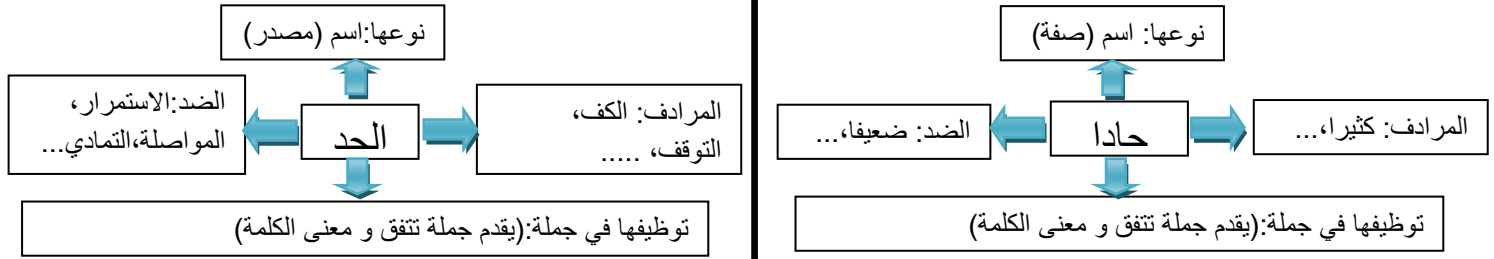 نوعها: اسم (صفة)
المرادف: كثيرا،...
حادا
الضد: ضعيفا،...
توظيفها في جملة:(يقدم جملة تتفق و معنى الكلمة)
نوعها:اسم (مصدر)
المرادف: الكف،
التوقف، .....
الحد
الضد:الاستمرار،
المواصلة،التمادي...
توظيفها في جملة:(يقدم جملة تتفق و معنى الكلمة)